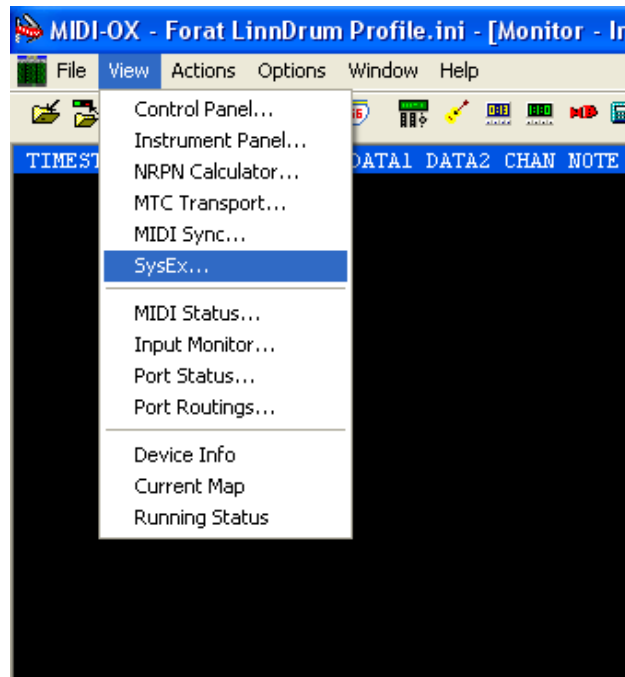 MIDI-OX - Forat LinnDrum Profile.ini - [Monitor - In
File View Actions Options Window Help
TIMEST DATA1 DATA2 CHAN NOTE
Control Panel...
Instrument Panel...
NRPN Calculator...
MTC Transport...
MIDI Sync...
SysEx...
MIDI Status...
Input Monitor...
Port Status...
Port Routings...
Device Info
Current Map
Running Status